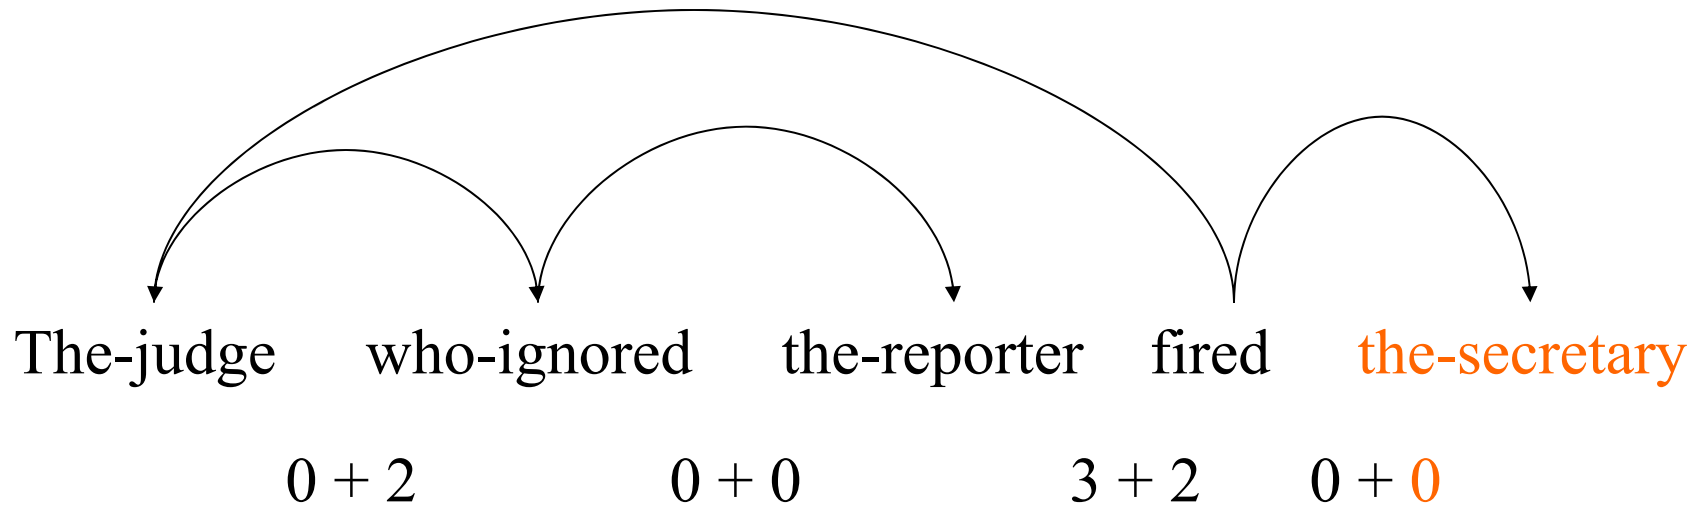 The-judge who-ignored the-reporter fired the-secretary
0 + 2 0 + 0 3 + 2 0 + 0